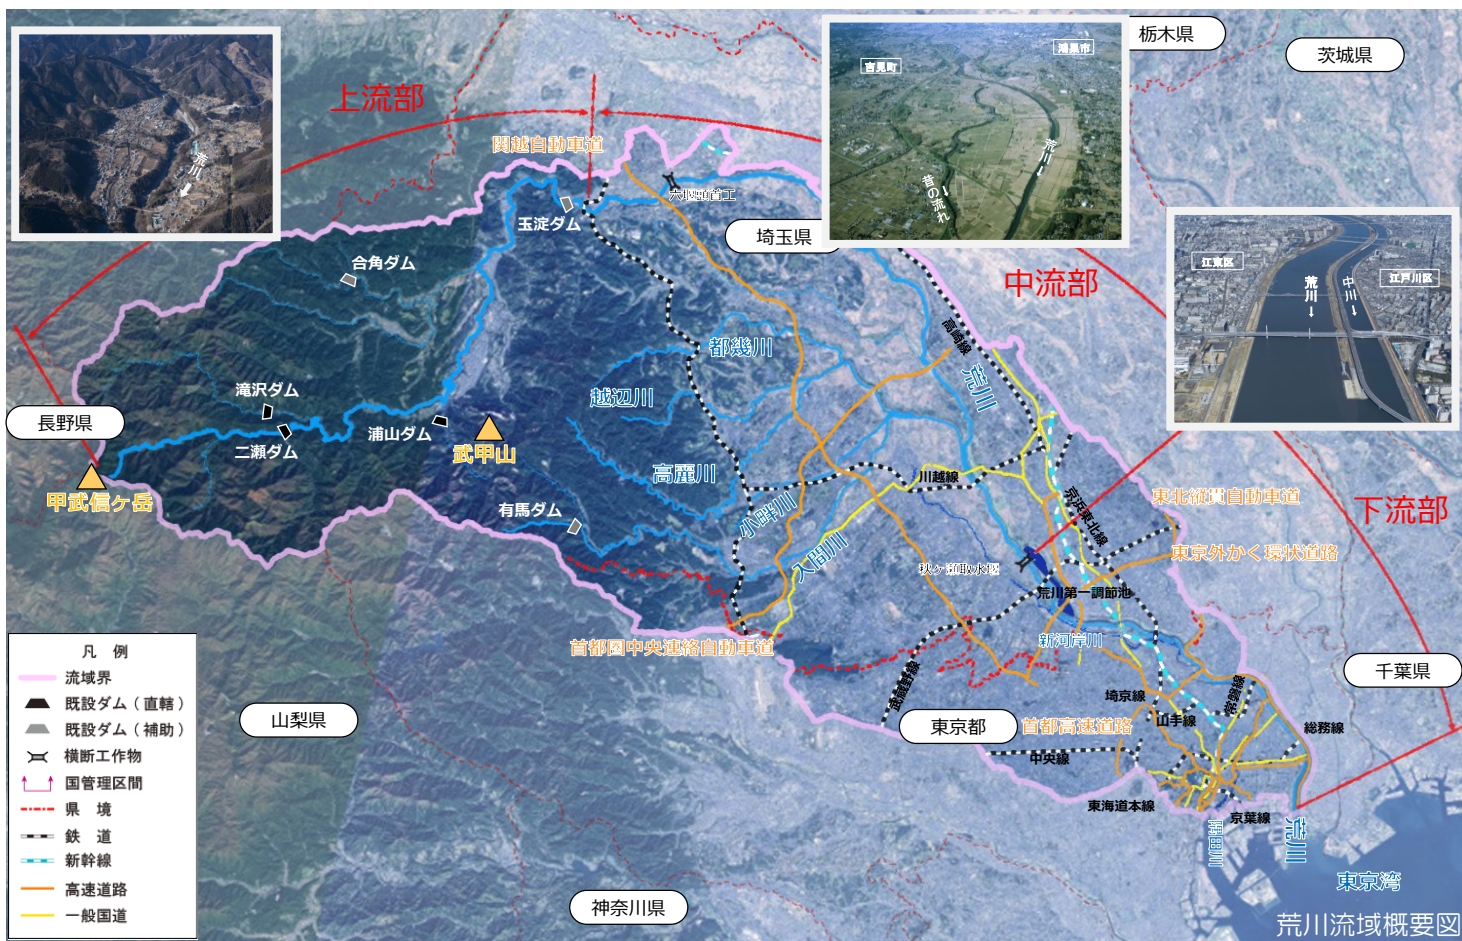 上流部
関越自動車道
荒川
吉見町
鴻巣市
荒川
昔の流れ
栃木県
茨城県
玉淀ダム
六堰頭首工
埼玉県
合角ダム
中流部
江東区
荒川
中川
江戸川区
高崎線
都幾川
荒川
越辺川
滝沢ダム
長野県
二瀬ダム
浦山ダム
武甲山
甲武信ヶ岳
高麗川
川越線
有馬ダム
小畔川
入間川
京浜東北線
東北縦貫自動車道
下流部
東京外かく環状道路
秋ヶ瀬取水堰
荒川第一調節池
新河岸川
首都圏中央連絡自動車道
武蔵野線
埼京線
常磐線
千葉県
山梨県
東京都
首都高速道路
山手線
総務線
中央線
東海道本線
京葉線
隅田川
荒川
東京湾
神奈川県
凡 例
流域界
既設ダム ( 直轄 )
既設ダム ( 補助 )
横断工作物
国管理区間
県 境
鉄 道
新幹線
高速道路
一般国道
荒川流域概要図